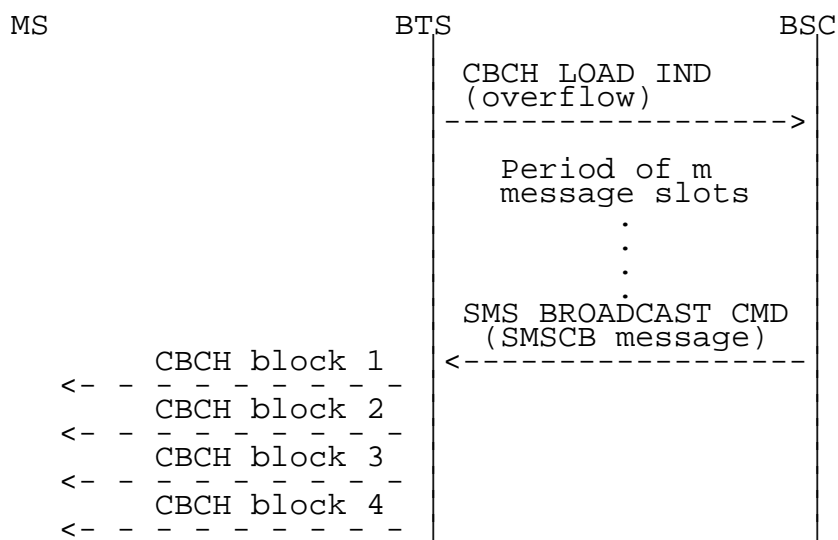 MS BTS BSC
CBCH LOAD IND
(overflow)
------------------>
Period of m
message slots
.
.
.
.
SMS BROADCAST CMD
(SMSCB message)
<------------------
CBCH block 1
<- - - - - - - - -
CBCH block 2
<- - - - - - - - -
CBCH block 3
<- - - - - - - - -
CBCH block 4
<- - - - - - - - -